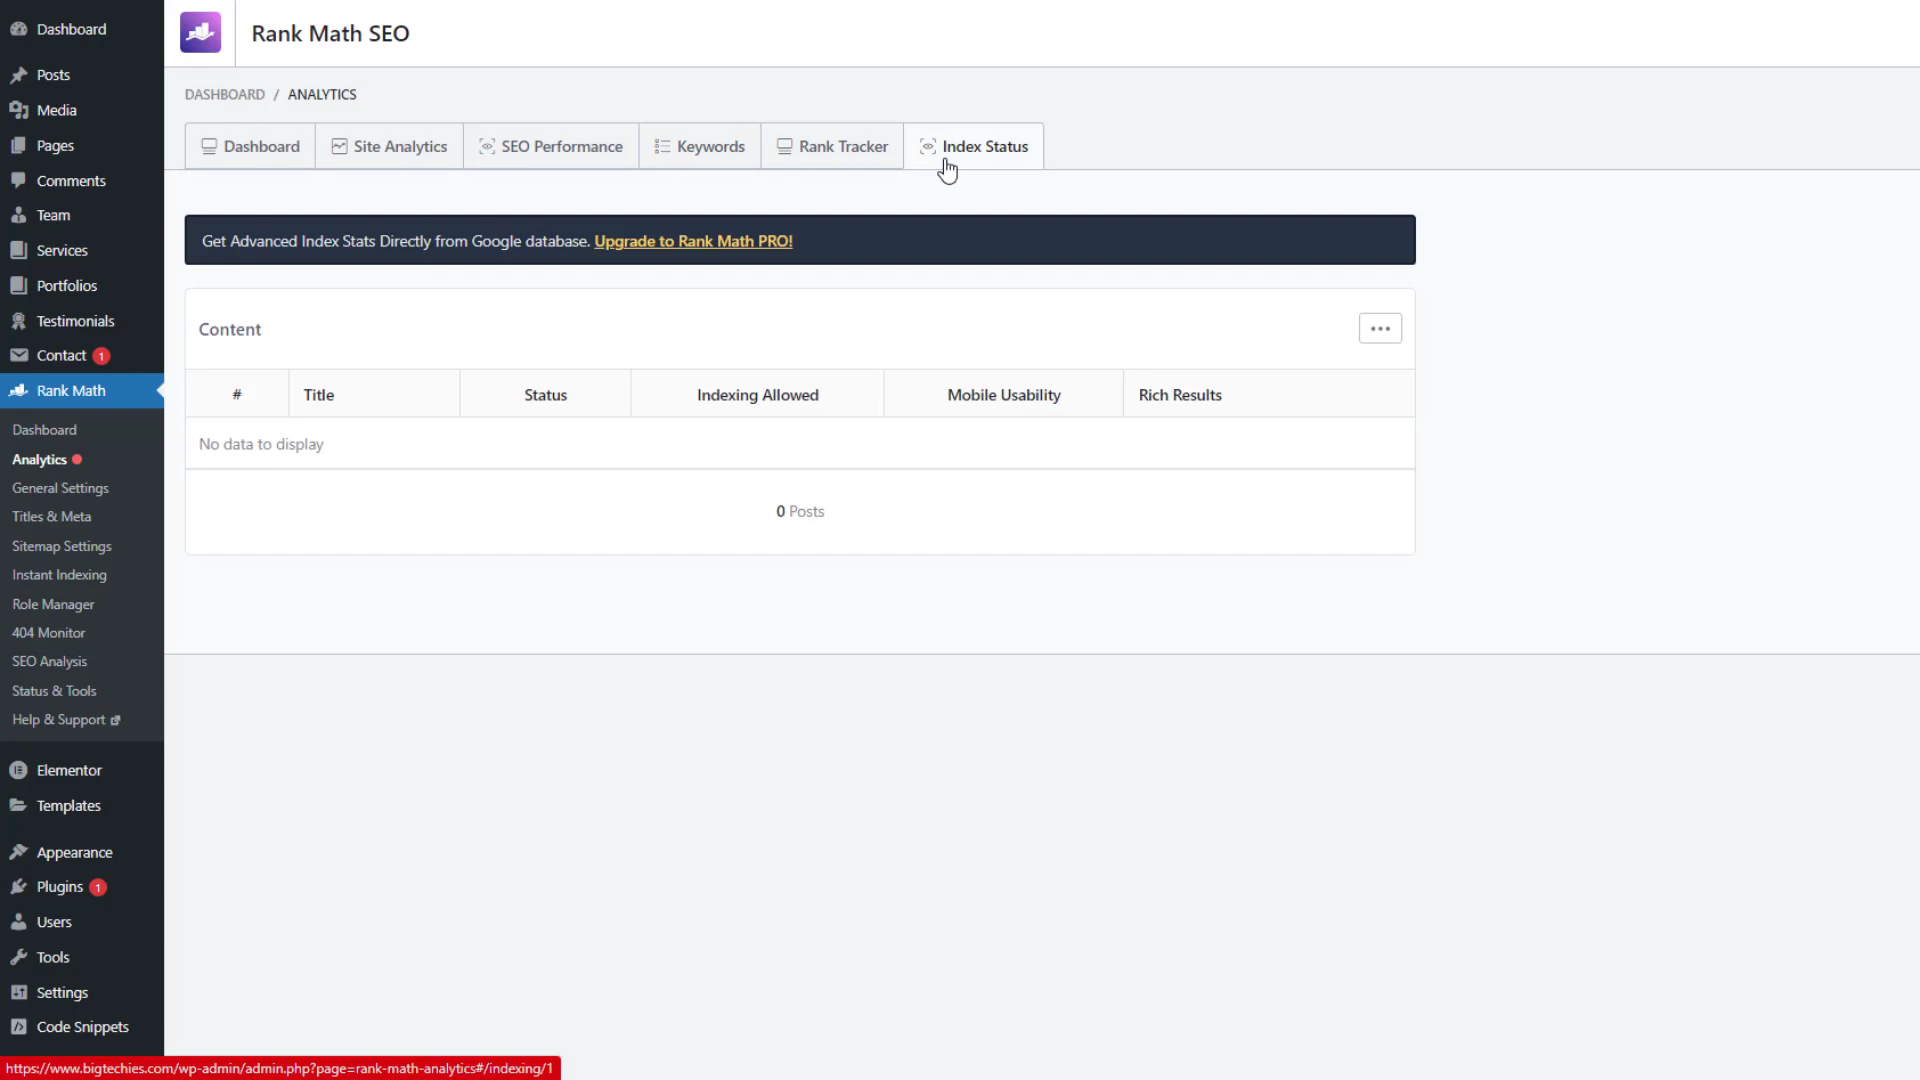 Dashboard
Posts
Media
Pages
Comments
Team
Services
Portfolios
Testimonials
Contact 1
Rank Math
Dashboard
Analytics
General Settings
Titles & Meta
Sitemap Settings
Instant Indexing
Role Manager
404 Monitor
SEO Analysis
Status & Tools
Help & Support
Elementor
Templates
Appearance
Plugins 1
Users
Tools
Settings
Code Snippets
Rank Math SEO
DASHBOARD / ANALYTICS
Dashboard Site Analytics SEO Performance Keywords Rank Tracker Index Status
Get Advanced Index Stats Directly from Google database. Upgrade to Rank Math PRO!
Content
# Title Status Indexing Allowed Mobile Usability Rich Results
No data to display
0 Posts
https://www.bigtechies.com/wp-admin/admin.php?page=rank-math-analytics#/indexing/1